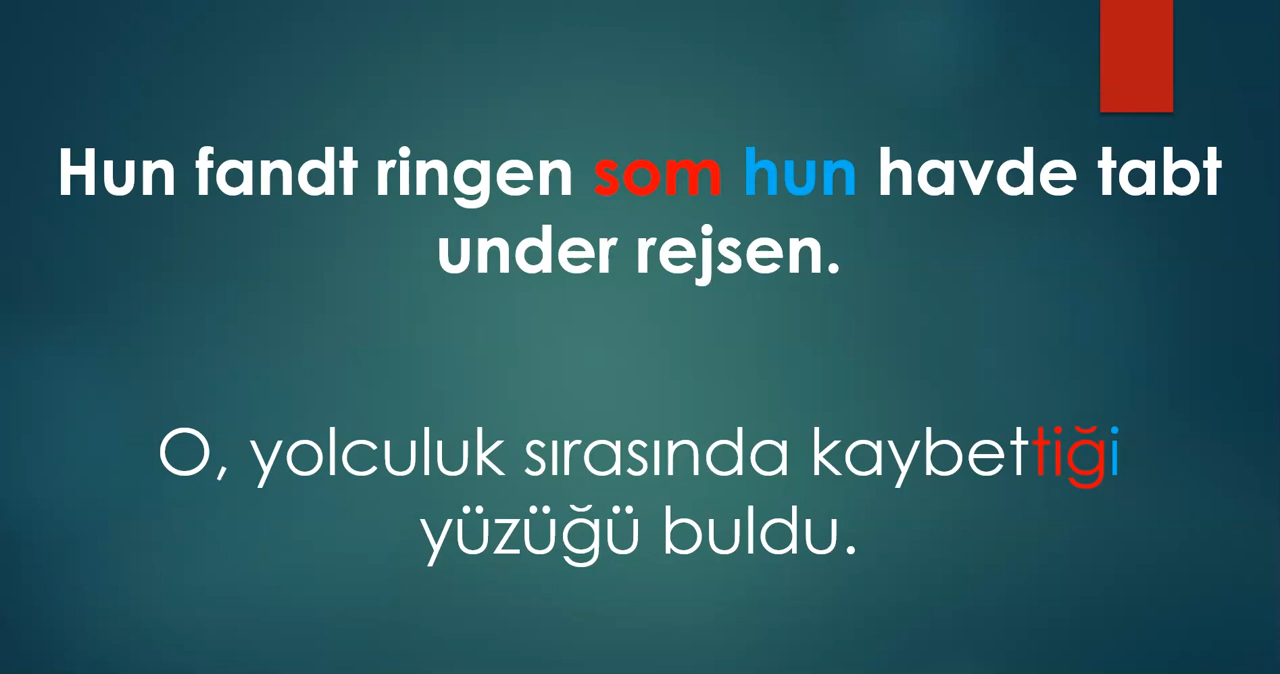 Hun fandt ringen som hun havde tabt
under rejsen.
O, yolculuk sırasında kaybettiği
yüzüğü buldu.